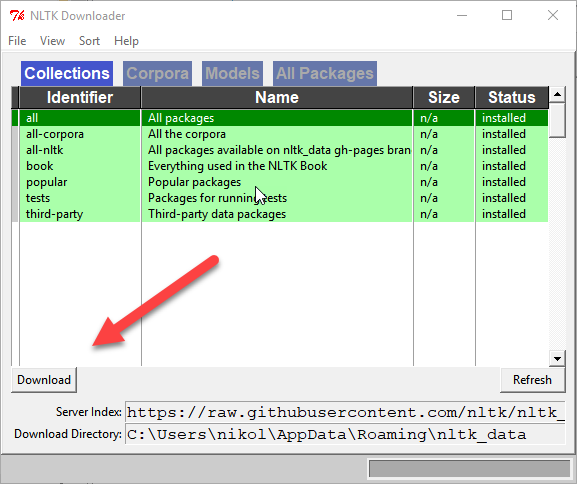 NLTK Downloader
File View Sort Help
Collections Corpora Models All Packages
Identifier Name Size Status
all All packages n/a installed
all-corpora All the corpora n/a installed
all-nltk All packages available on nltk_data gh-pages bran n/a installed
book Everything used in the NLTK Book n/a installed
popular Popular packages n/a installed
tests Packages for running tests n/a installed
third-party Third-party data packages n/a installed
Download Refresh
Server Index: https://raw.githubusercontent.com/nltk/nltk_
Download Directory: C:\Users\nikol\AppData\Roaming\nltk_data